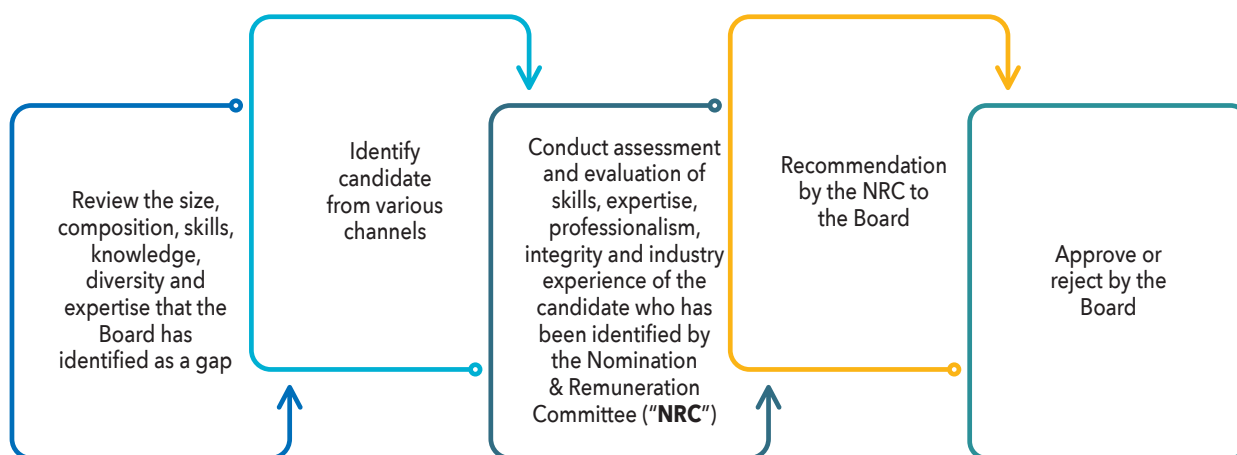 Review the size,
composition, skills,
knowledge,
diversity and
expertise that the
Board has
identified as a gap
Identify
candidate
from various
channels
Conduct assessment
and evaluation of
skills, expertise,
professionalism,
integrity and industry
experience of the
candidate who has
been identified by
the Nomination
& Remuneration
Committee (“NRC”)
Recommendation
by the NRC to
the Board
Approve or
reject by the
Board